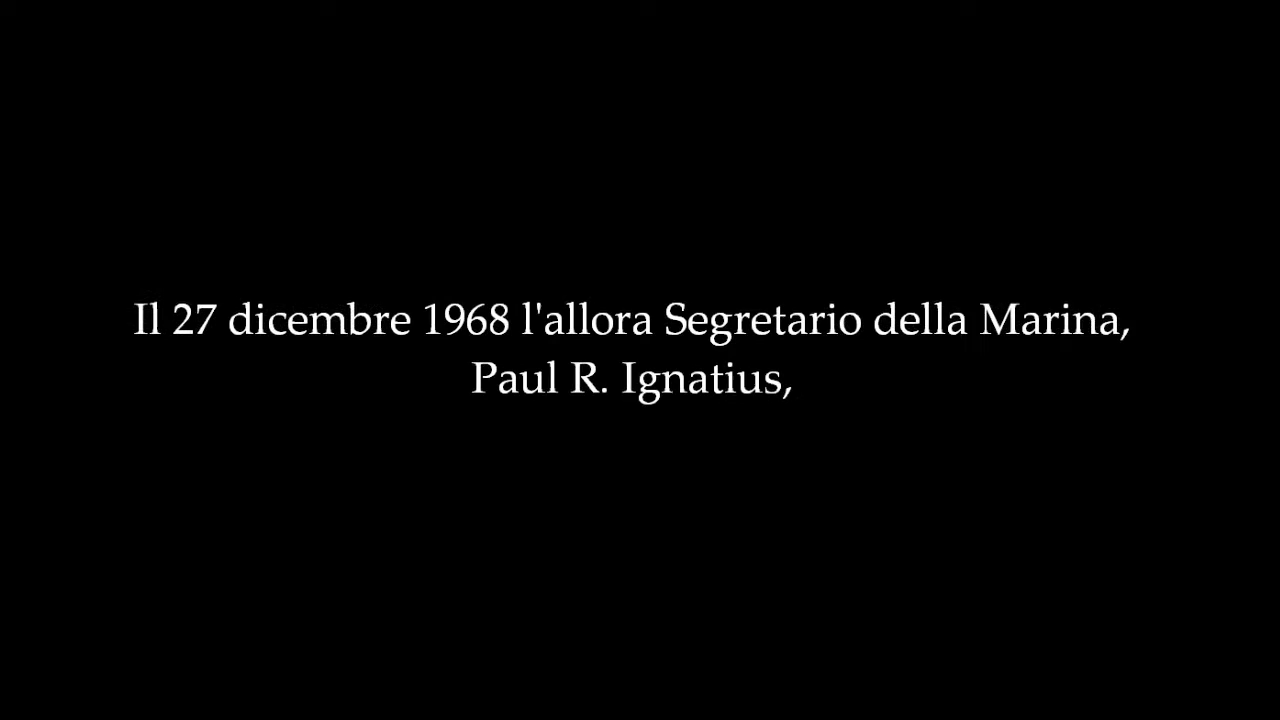 Il 27 dicembre 1968 l'allora Segretario della Marina,
Paul R. Ignatius,